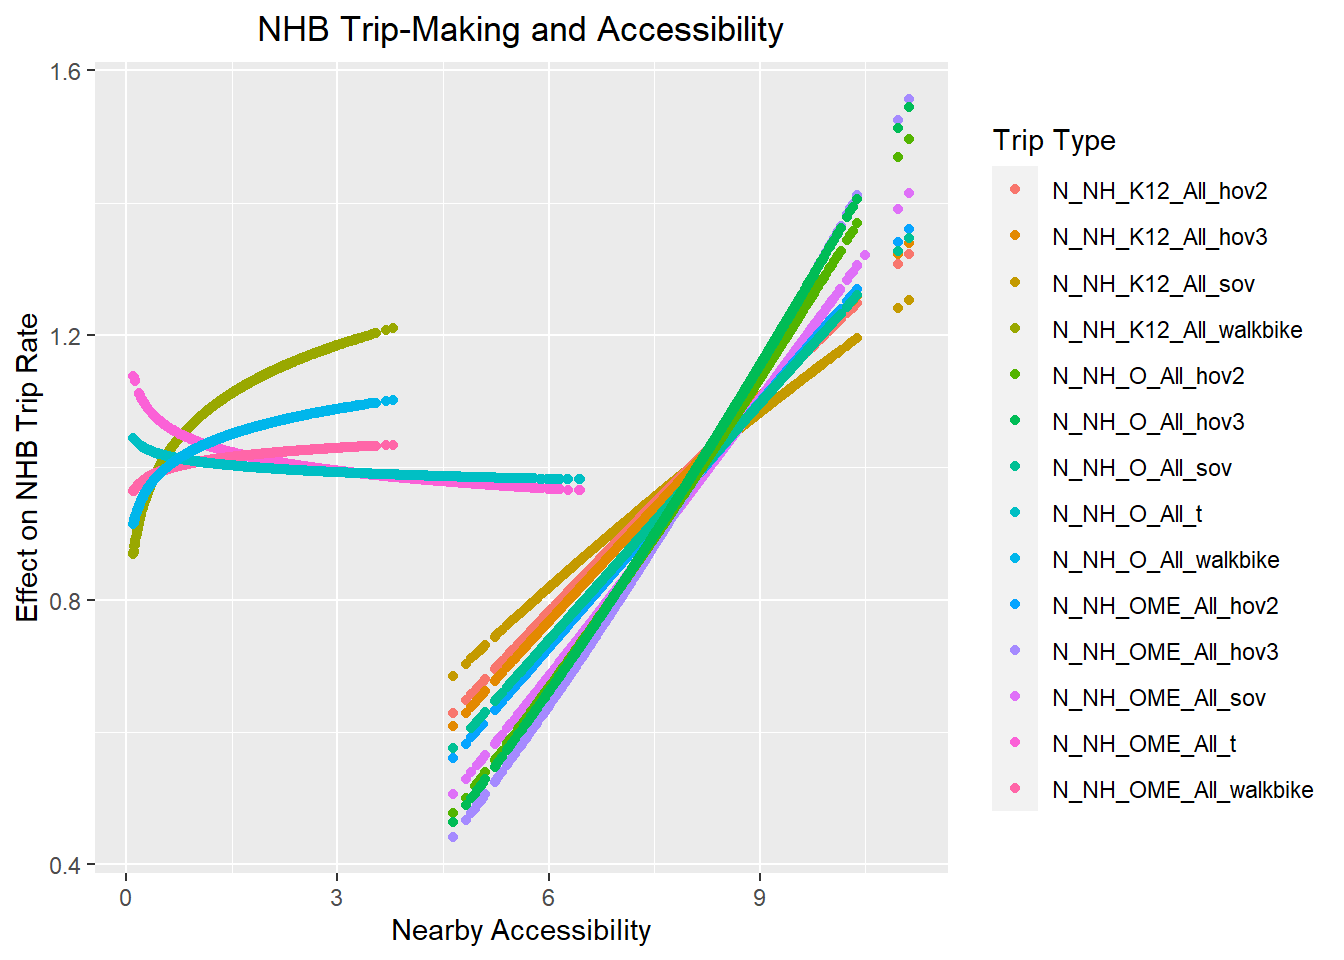 NHB Trip-Making and Accessibility
1.6
1.2
0.8
0.4
Effect on NHB Trip Rate
0
3
6
9
Nearby Accessibility
Trip Type
N_NH_K12_All_hov2
N_NH_K12_All_hov3
N_NH_K12_All_sov
N_NH_K12_All_walkbike
N_NH_O_All_hov2
N_NH_O_All_hov3
N_NH_O_All_sov
N_NH_O_All_t
N_NH_O_All_walkbike
N_NH_OME_All_hov2
N_NH_OME_All_hov3
N_NH_OME_All_sov
N_NH_OME_All_t
N_NH_OME_All_walkbike